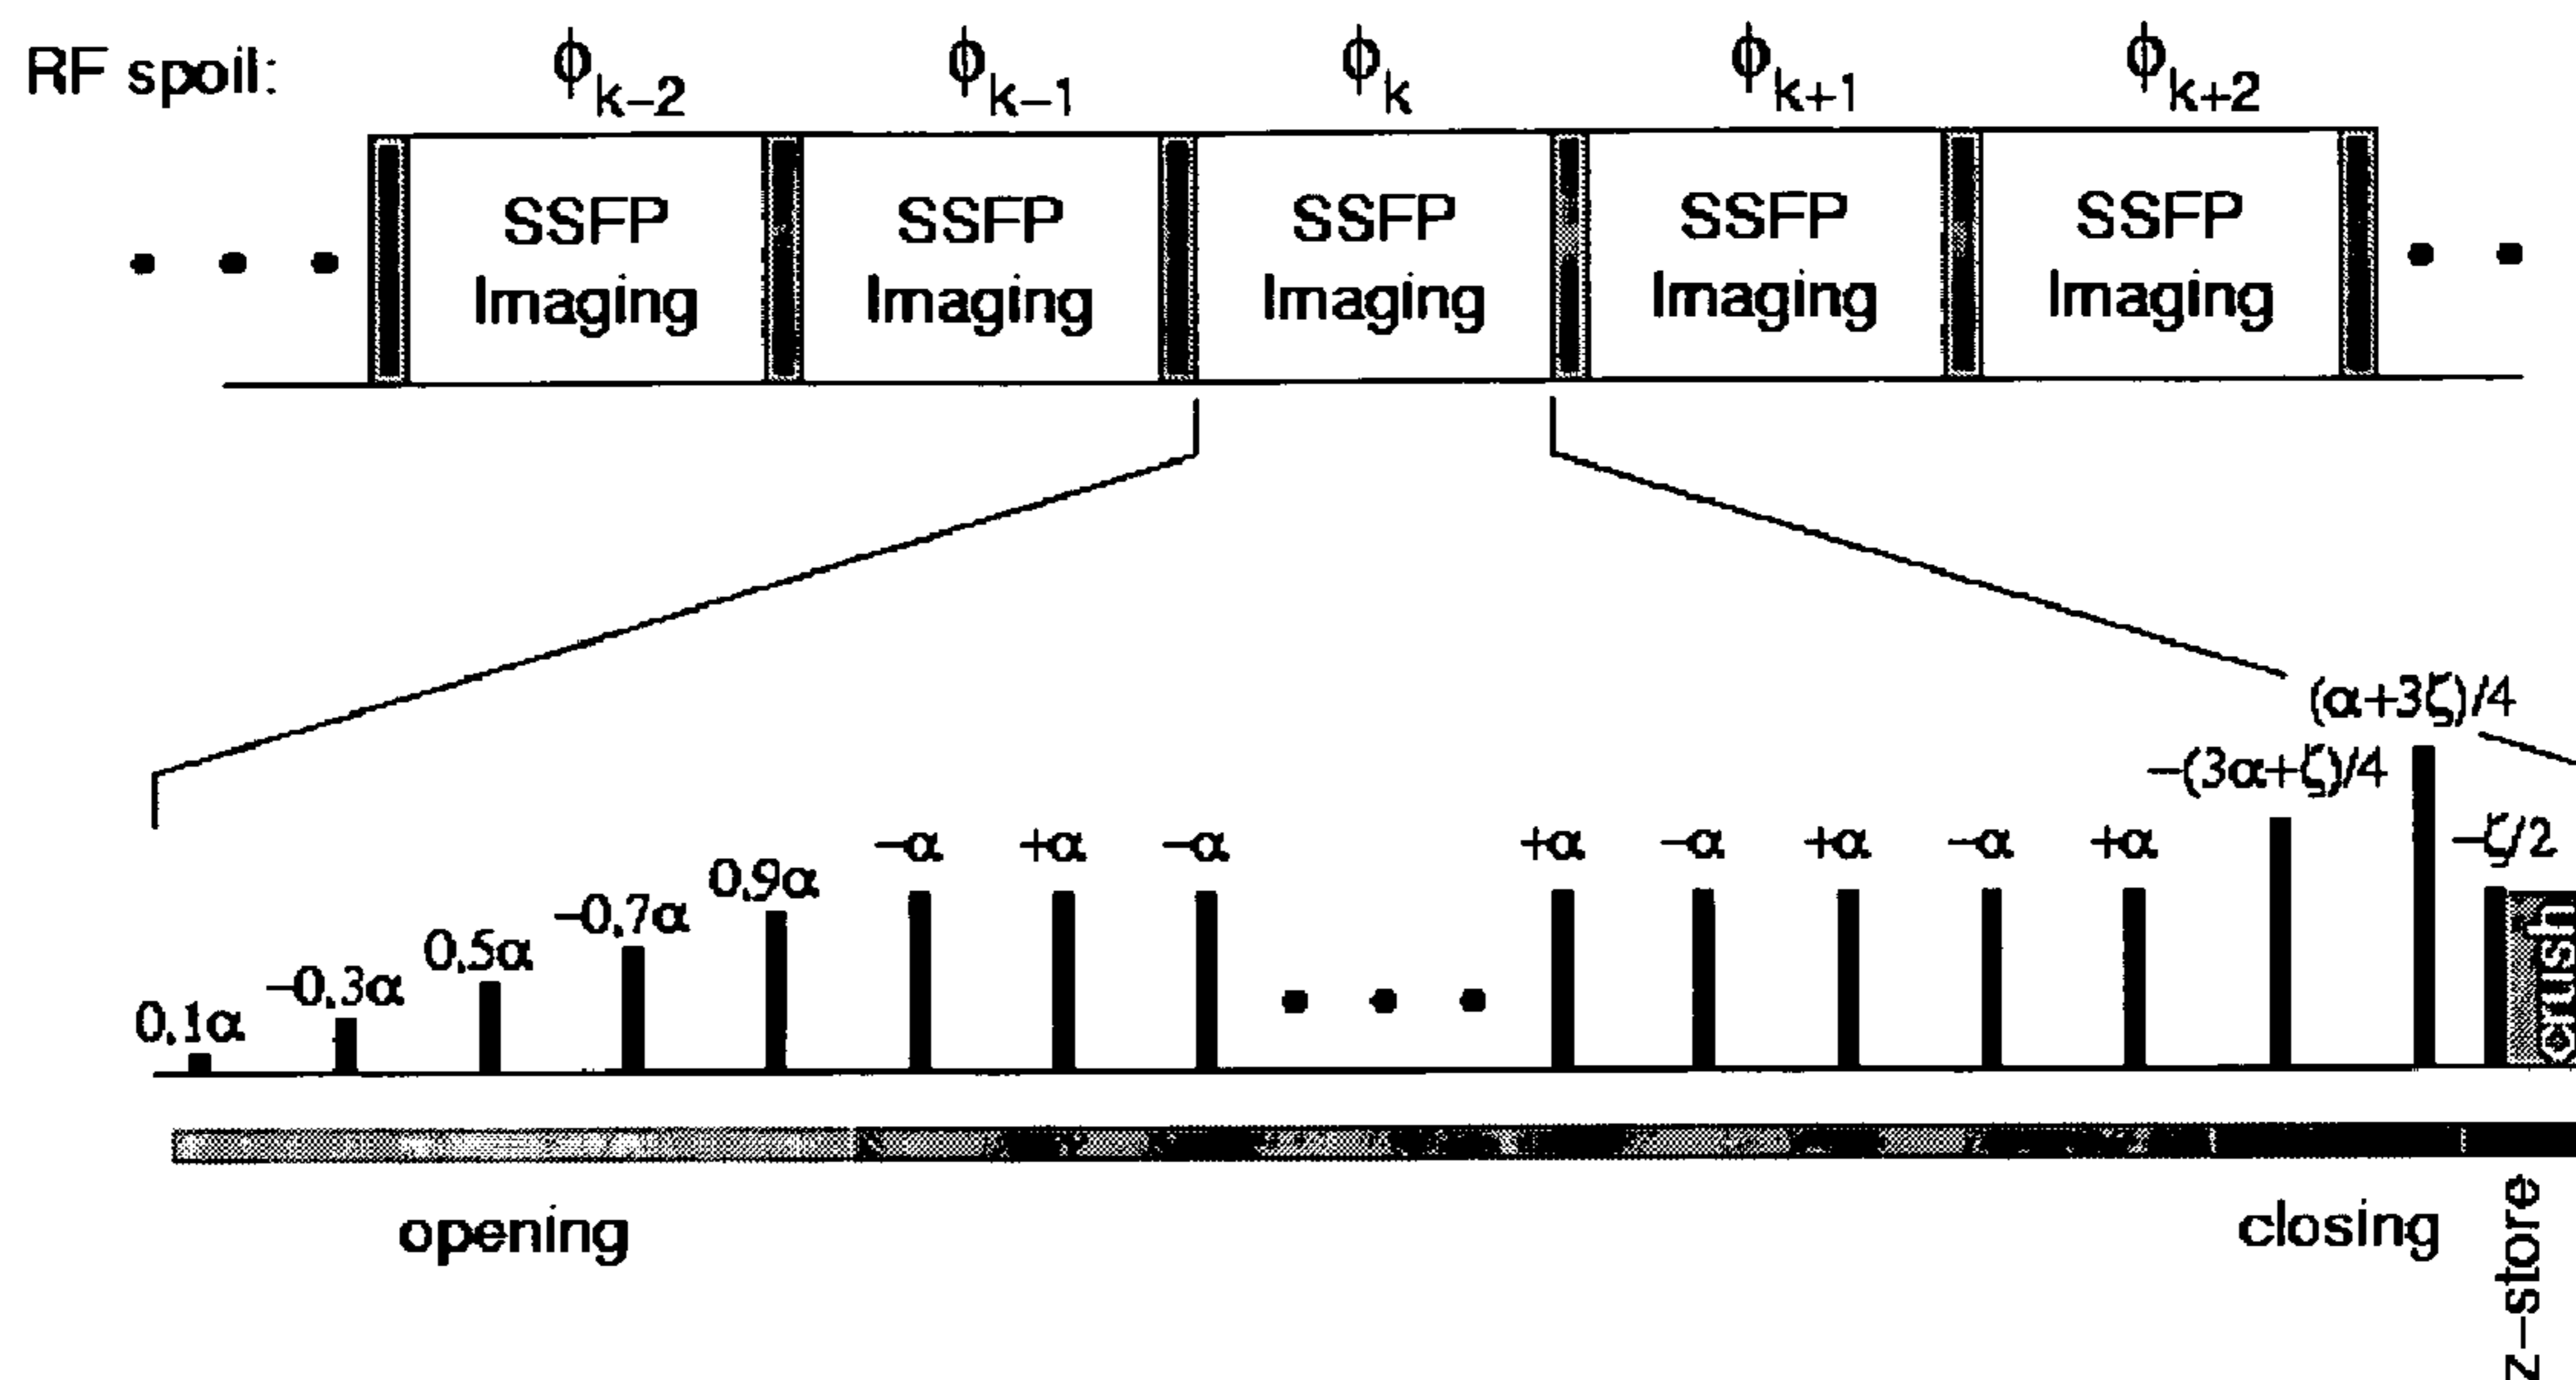 RF spoil: ϕk−2 ϕk−1 ϕk ϕk+1 ϕk+2
SSFP Imaging
SSFP Imaging
SSFP Imaging
SSFP Imaging
SSFP Imaging
(α+3ζ)/4
−(3α+ζ)/4
−α +α −α +α −α +α −α +α −ζ/2
0.9α
−0.7α
0.5α
−0.3α
0.1α
crush
opening closing
z−store